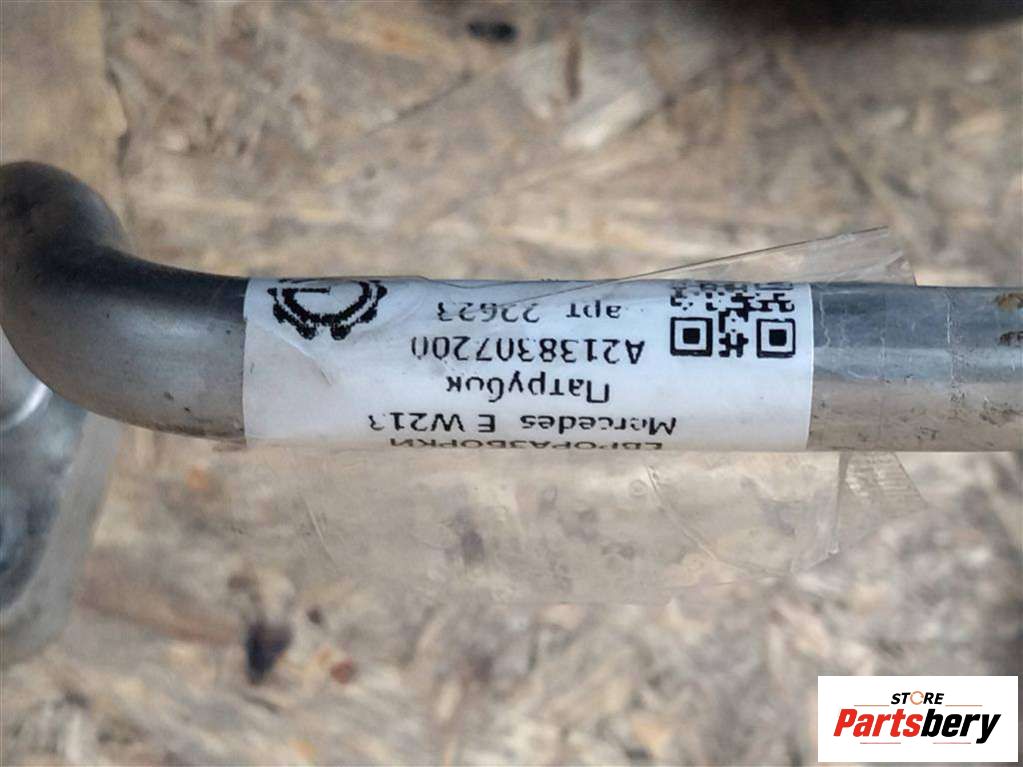 ЕВРОРАЗБОРКИ
Mercedes E W213
Патрубок
A2138307200
арт 22623
STORE
Partsbery